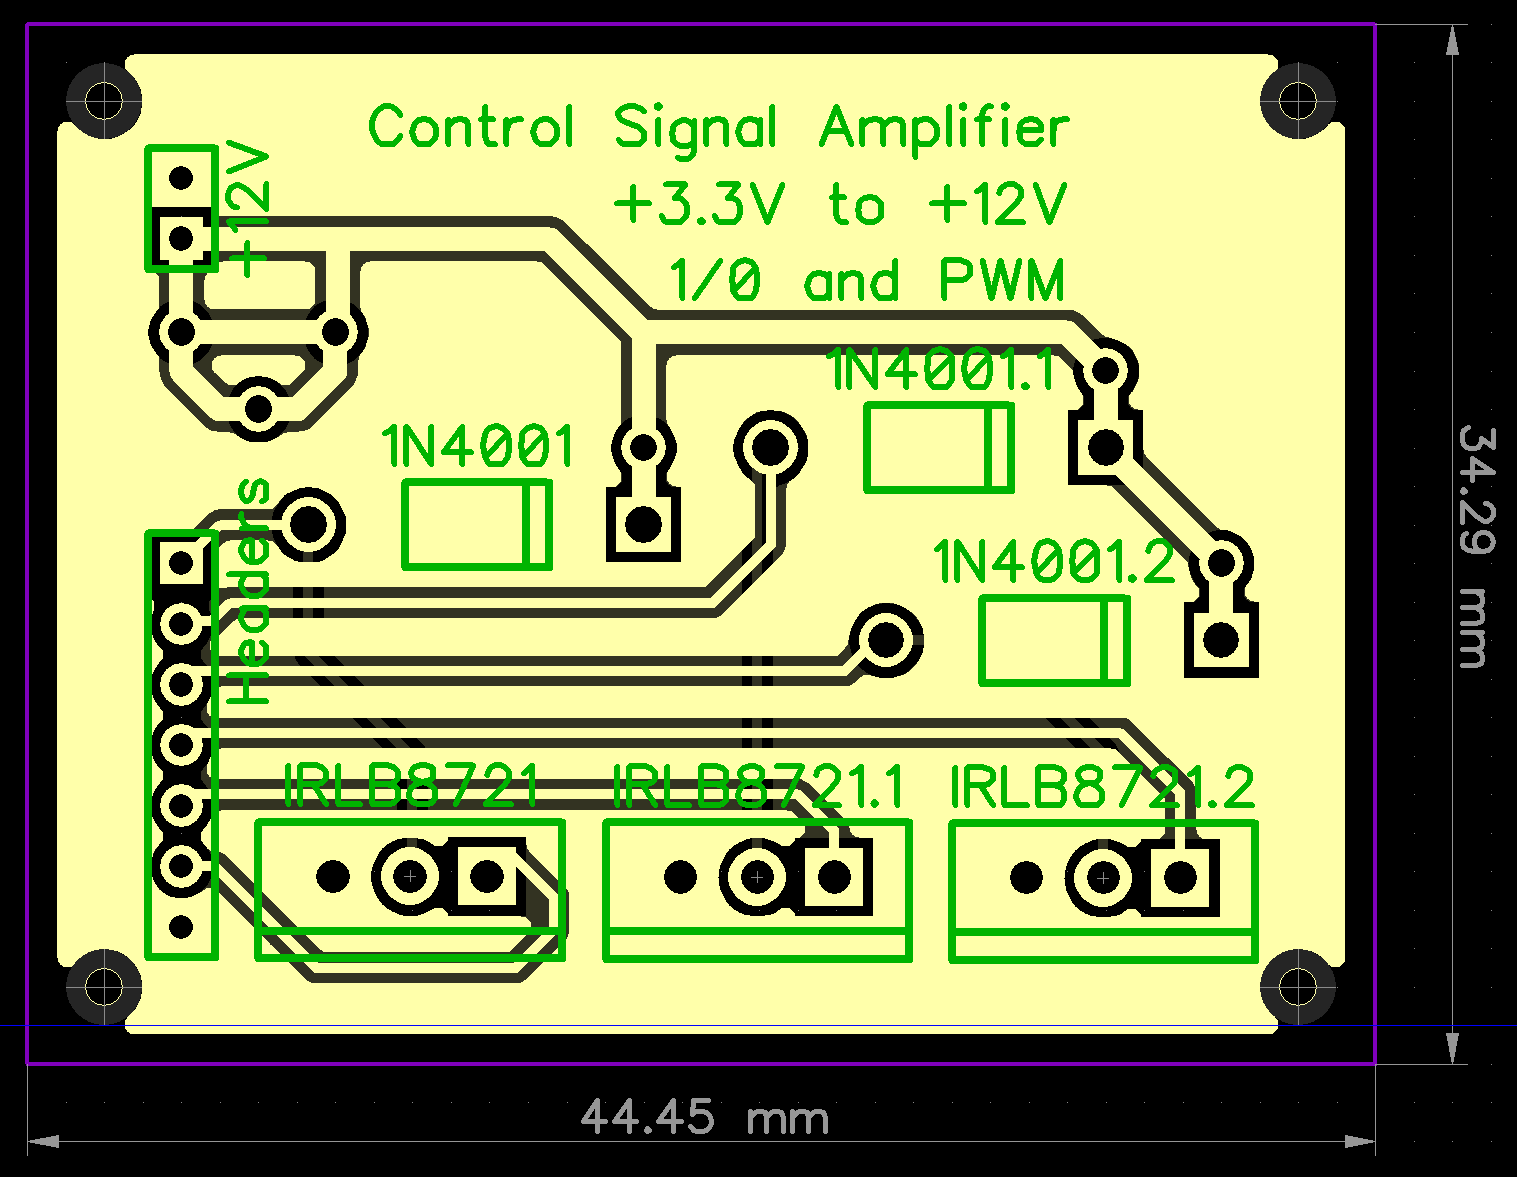 Control Signal Amplifier
+3.3V to +12V
1/0 and PWM
+12V
1N4001.1
1N4001
1N4001.2
Headers
IRLB8721
IRLB8721.1
IRLB8721.2
34.29 mm
44.45 mm